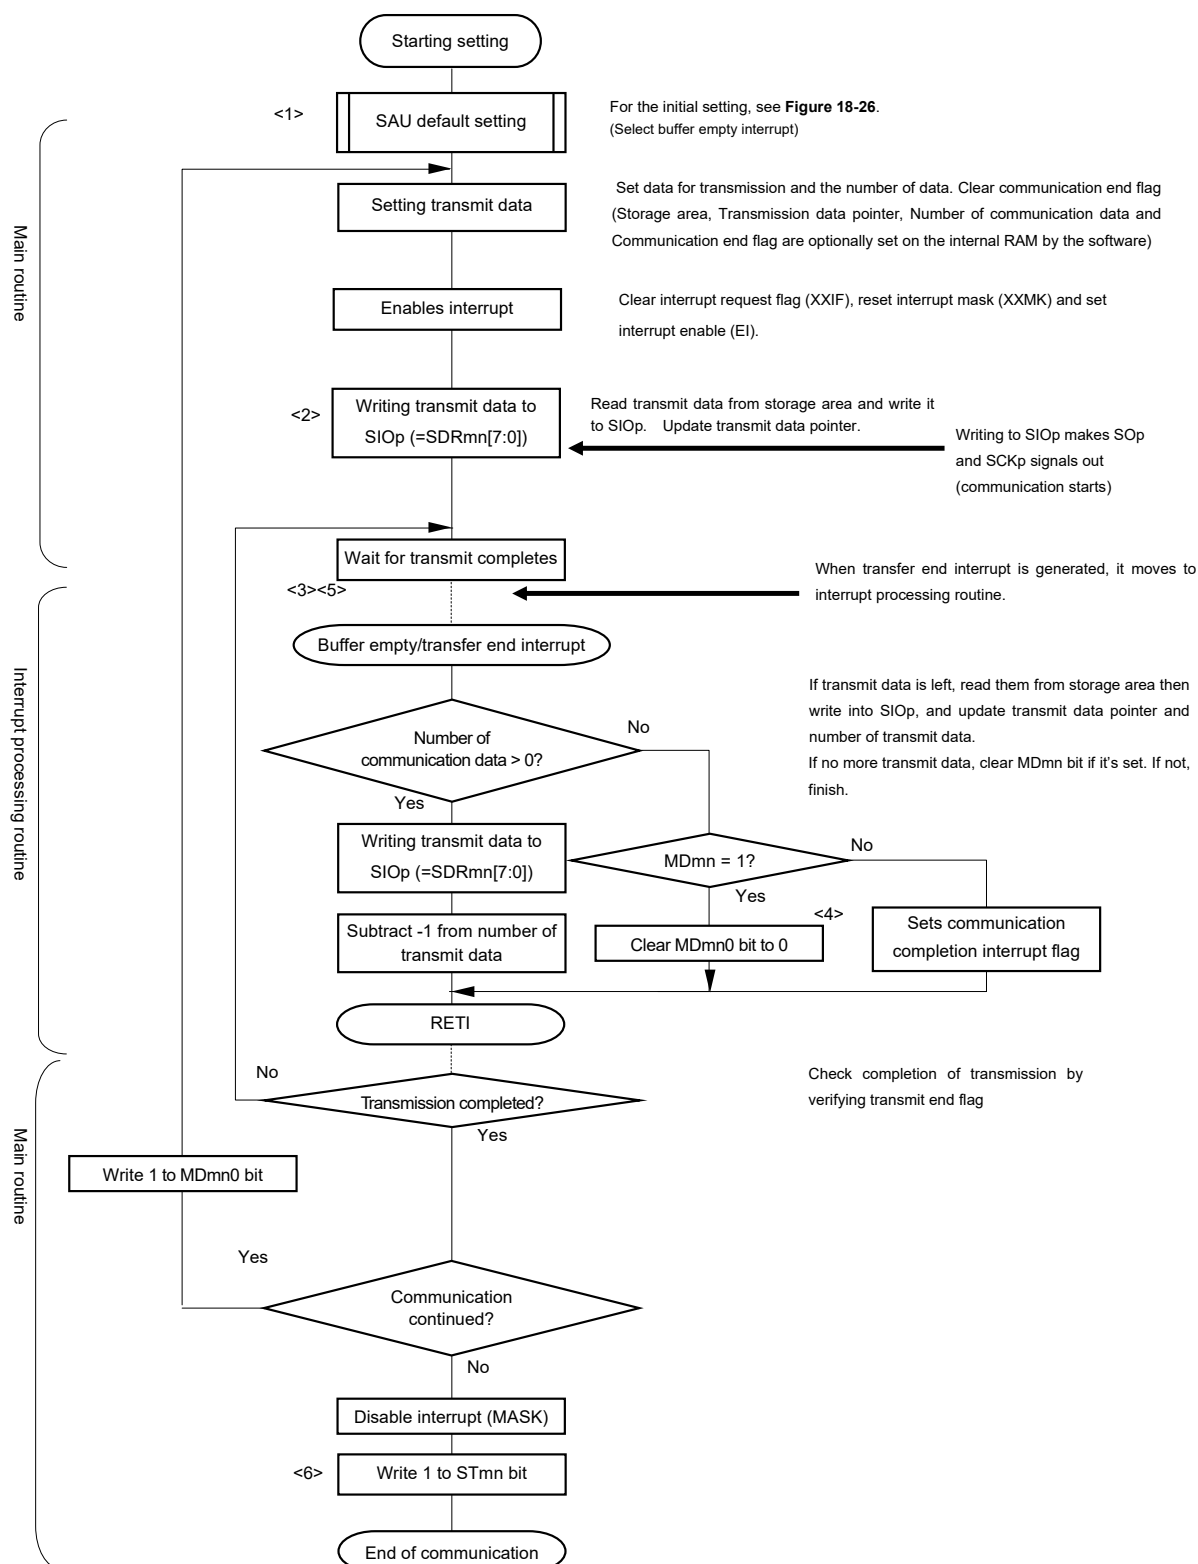 Starting setting
<1>
SAU default setting
For the initial setting, see Figure 18-26.
(Select buffer empty interrupt)
Main routine
Setting transmit data
Set data for transmission and the number of data. Clear communication end flag
(Storage area, Transmission data pointer, Number of communication data and
Communication end flag are optionally set on the internal RAM by the software)
Enables interrupt
Clear interrupt request flag (XXIF), reset interrupt mask (XXMK) and set
interrupt enable (EI).
<2>
Writing transmit data to
SIOp (=SDRmn[7:0])
Read transmit data from storage area and write it
to SIOp. Update transmit data pointer.
Writing to SIOp makes SOp
and SCKp signals out
(communication starts)
Wait for transmit completes
<3><5>
When transfer end interrupt is generated, it moves to
interrupt processing routine.
Interrupt processing routine
Buffer empty/transfer end interrupt
If transmit data is left, read them from storage area then
write into SIOp, and update transmit data pointer and
number of transmit data.
If no more transmit data, clear MDmn bit if it's set. If not,
finish.
Number of
communication data > 0?
No
Yes
Writing transmit data to
SIOp (=SDRmn[7:0])
MDmn = 1?
No
Yes
<4>
Subtract -1 from number of
transmit data
Clear MDmn0 bit to 0
Sets communication
completion interrupt flag
RETI
No
Transmission completed?
Yes
Check completion of transmission by
verifying transmit end flag
Main routine
Write 1 to MDmn0 bit
Yes
Communication
continued?
No
Disable interrupt (MASK)
<6>
Write 1 to STmn bit
End of communication